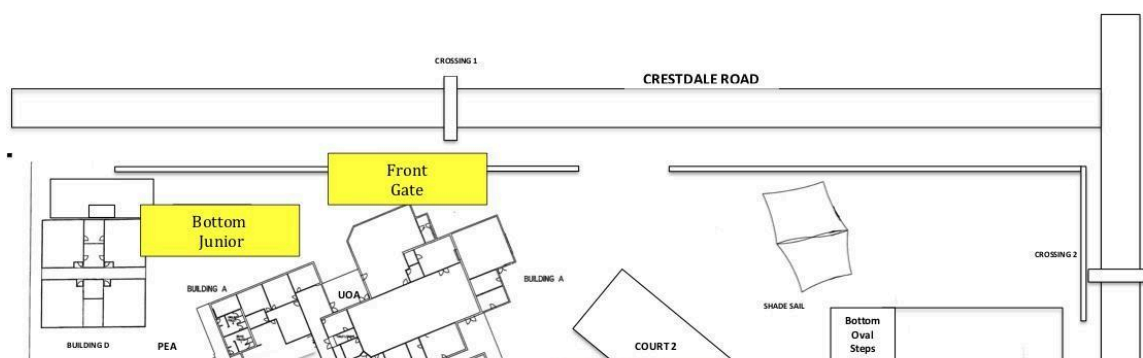 CROSSING 1
CRESTDALE ROAD
Front
Gate
Bottom
Junior
CROSSING 2
BUILDING A
UOA
BUILDING A
SHADE SAIL
Bottom
Oval
Steps
BUILDING D
PEA
COURT 2